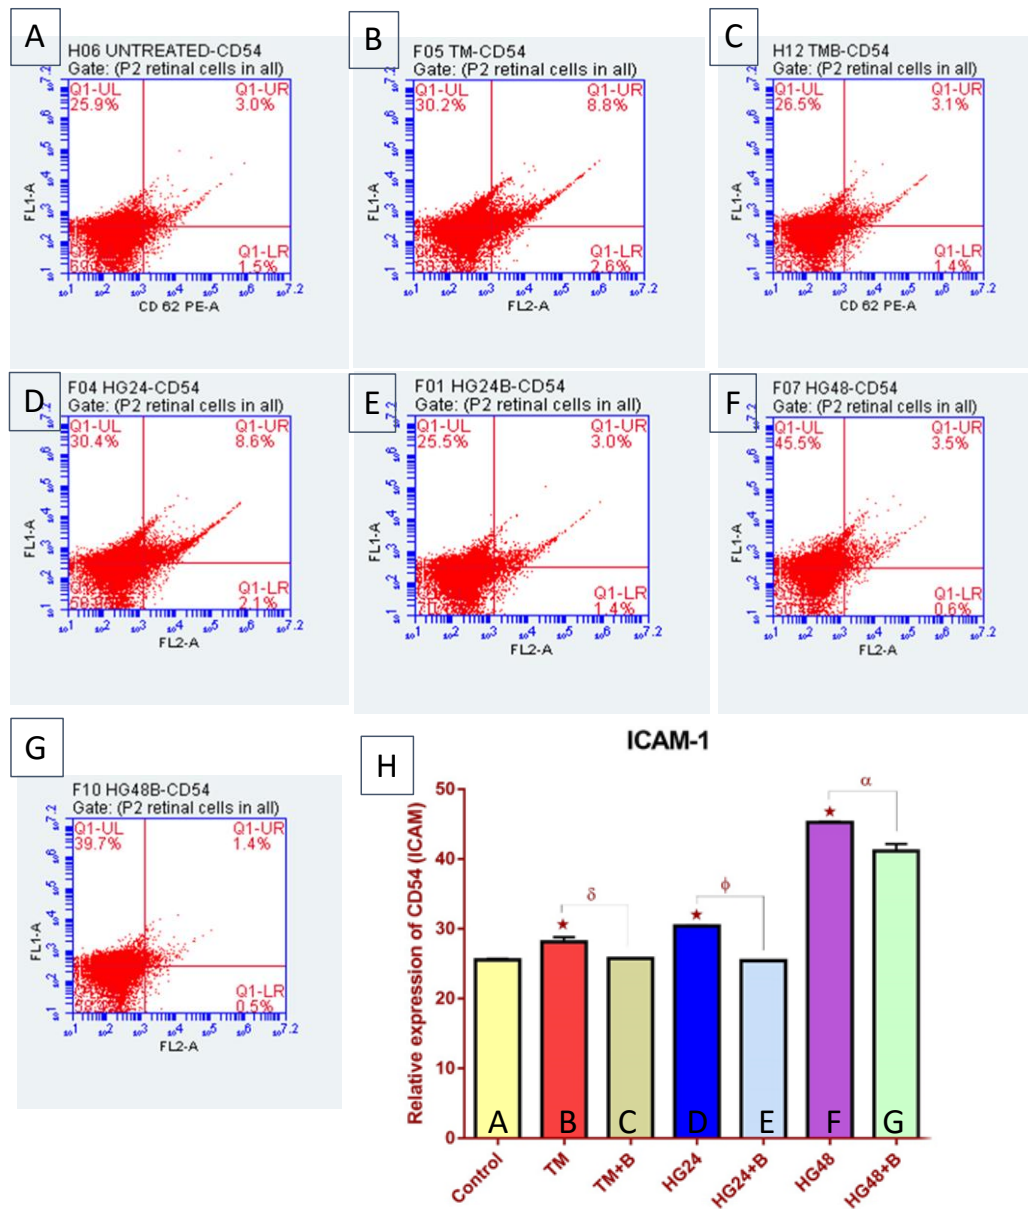 A
H06 UNTREATED-CD54
Gate: (P2 retinal cells in all)
Q1-UL
25.9%
Q1-UR
3.0%
Q1-LR
1.5%
FL1-A
CD 62 PE-A
B
F05 TM-CD54
Gate: (P2 retinal cells in all)
Q1-UL
30.2%
Q1-UR
8.8%
Q1-LR
2.6%
FL1-A
FL2-A
C
H12 TMB-CD54
Gate: (P2 retinal cells in all)
Q1-UL
26.5%
Q1-UR
3.1%
Q1-LR
1.4%
FL1-A
CD 62 PE-A
D
F04 HG24-CD54
Gate: (P2 retinal cells in all)
Q1-UL
30.4%
Q1-UR
8.6%
Q1-LR
2.1%
FL1-A
FL2-A
E
F01 HG24B-CD54
Gate: (P2 retinal cells in all)
Q1-UL
25.5%
Q1-UR
3.0%
Q1-LR
1.4%
FL1-A
FL2-A
F
F07 HG48-CD54
Gate: (P2 retinal cells in all)
Q1-UL
45.5%
Q1-UR
3.5%
Q1-LR
0.6%
FL1-A
FL2-A
G
F10 HG48B-CD54
Gate: (P2 retinal cells in all)
Q1-UL
39.7%
Q1-UR
1.4%
Q1-LR
0.5%
FL1-A
FL2-A
H
ICAM-1
Relative expression of CD54 (ICAM)
50
40
30
20
10
0
δ
ϕ
α
A B C D E F G
Control
TM
TM+B
HG24
HG24+B
HG48
HG48+B